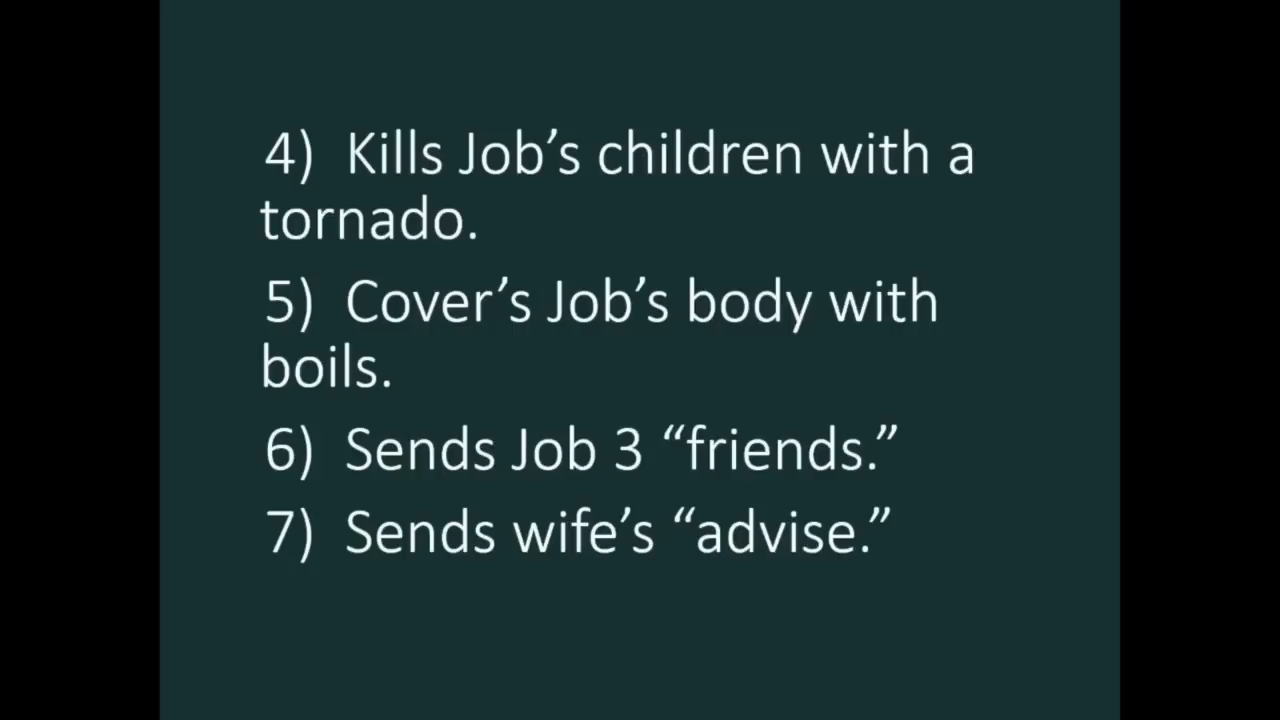 4)  Kills Job’s children with a
tornado.
5)  Cover’s Job’s body with
boils.
6)  Sends Job 3 “friends.”
7)  Sends wife’s “advise.”